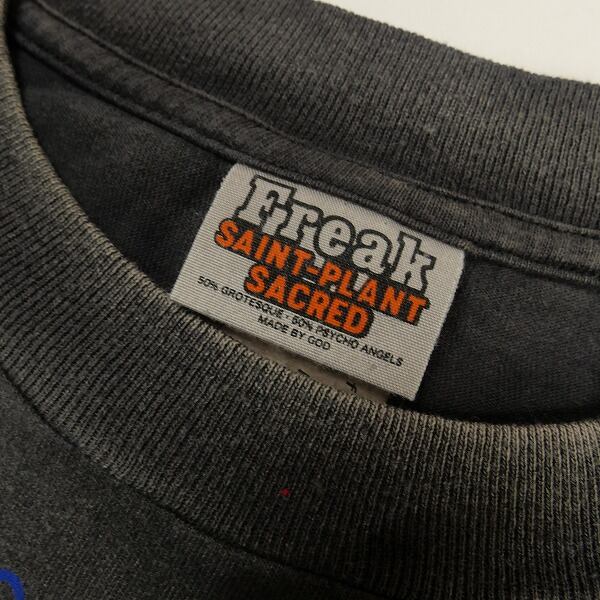 Freak
SAINT-PLANT
SACRED
50% GROTESQUE · 50% PSYCHO ANGELS
MADE BY GOD